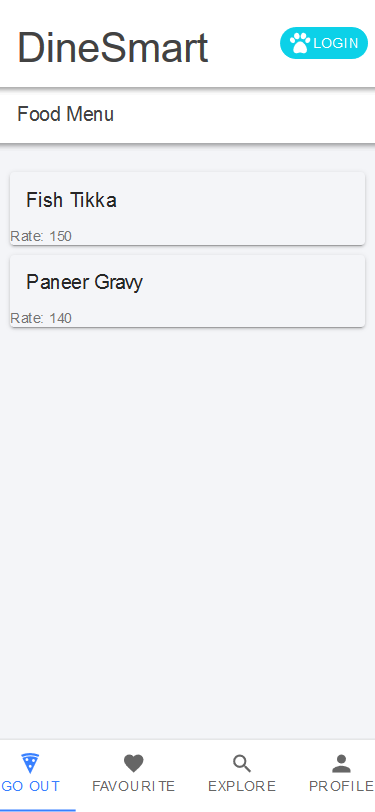 DineSmart
LOGIN
Food Menu
Fish Tikka
Rate: 150
Paneer Gravy
Rate: 140
GO OUT
FAVOURITE
EXPLORE
PROFILE